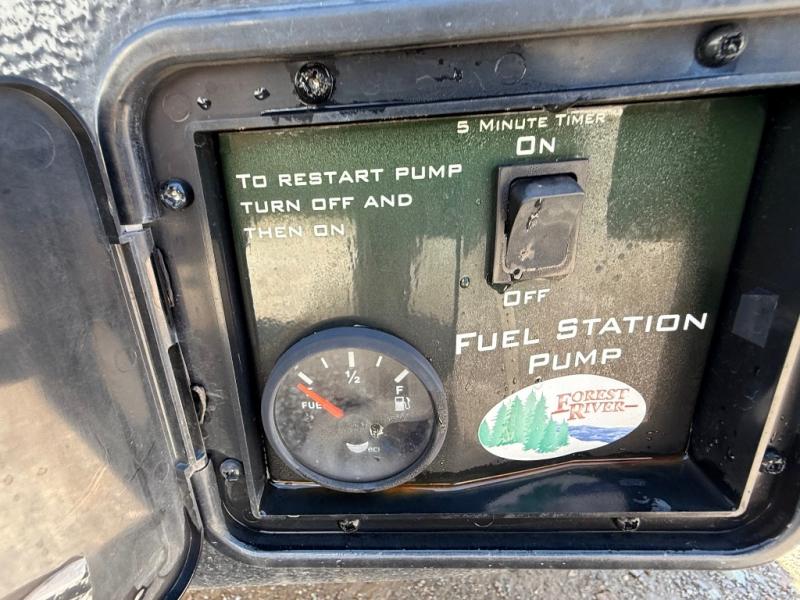 5 Minute Timer
On
To restart pump
turn off and
then on
Off
Fuel Station
Pump
Forest
River
½
F
FUEL